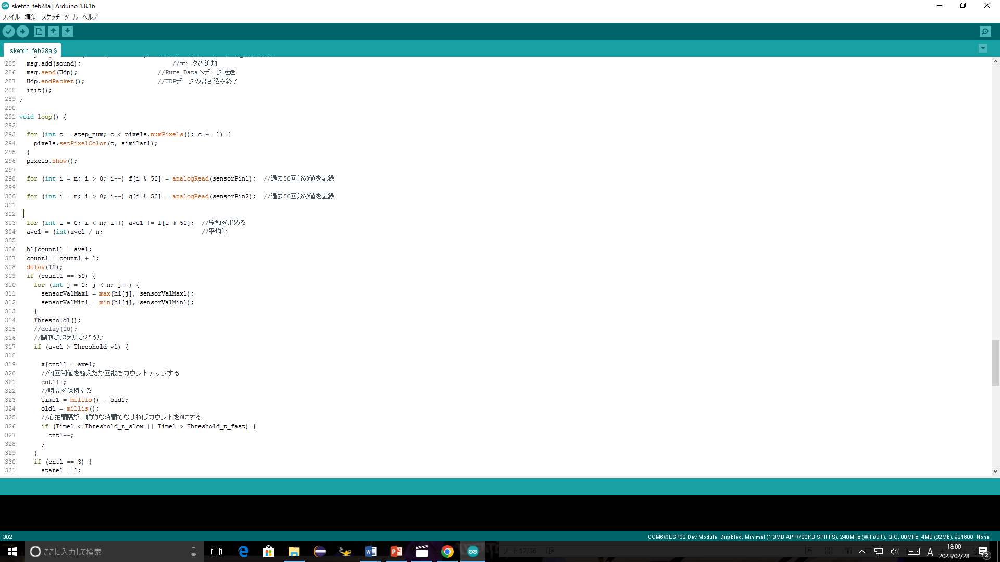 sketch_feb28a | Arduino 1.8.16
ファイル 編集 スケッチ ツール ヘルプ
sketch_feb28a §
285 msg.add(sound); //データの追加
286 msg.send(Udp); //Pure Dataへデータ転送
287 Udp.endPacket(); //UDPデータの書き込み終了
288 init();
289 }
290
291 void loop() {
292
293 for (int c = step_num; c < pixels.numPixels(); c += 1) {
294 pixels.setPixelColor(c, similar1);
295 }
296 pixels.show();
297
298 for (int i = n; i > 0; i--) f[i % 50] = analogRead(sensorPin1); //過去50回分の値を記録
299
300 for (int i = n; i > 0; i--) g[i % 50] = analogRead(sensorPin2); //過去50回分の値を記録
301
302
303 for (int i = 0; i < n; i++) ave1 += f[i % 50]; //総和を求める
304 ave1 = (int)ave1 / n; //平均化
305
306 h1[count1] = ave1;
307 count1 = count1 + 1;
308 delay(10);
309 if (count1 == 50) {
310 for (int j = 0; j < n; j++) {
311 sensorValMax1 = max(h1[j], sensorValMax1);
312 sensorValMin1 = min(h1[j], sensorValMin1);
313 }
314 Threshold1();
315 //delay(10);
316 //閾値が超えたかどうか
317 if (ave1 > Threshold_v1) {
318
319 x[cnt1] = ave1;
320 //何回閾値を超えたか回数をカウントアップする
321 cnt1++;
322 //時間を保持する
323 Time1 = millis() - old1;
324 old1 = millis();
325 //心拍間隔が一般的な時間でなければカウントを0にする
326 if (Time1 < Threshold_t_slow || Time1 > Threshold_t_fast) {
327 cnt1--;
328 }
329 }
330 if (cnt1 == 3) {
331 state1 = 1;
302
COM6のESP32 Dev Module, Disabled, Minimal (1.3MB APP/700KB SPIFFS), 240MHz (WiFi/BT), QIO, 80MHz, 4MB (32Mb), 921600, None
ここに入力して検索
ノート 17/36
A
18:00
2023/02/28
2